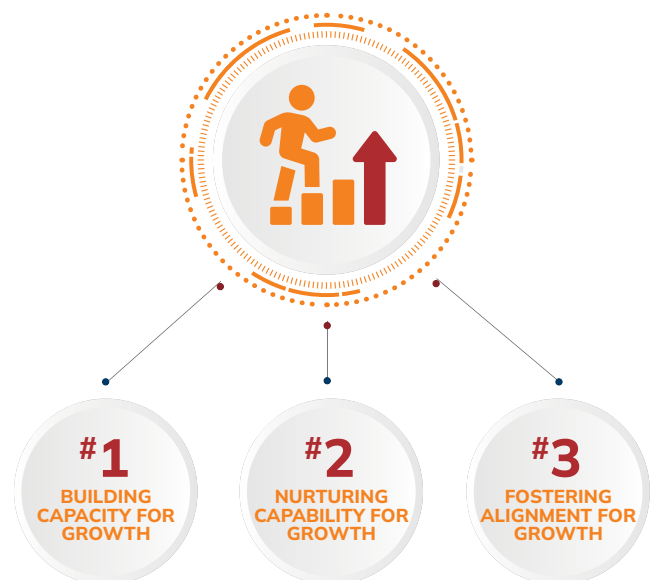 #1
BUILDING
CAPACITY FOR
GROWTH
#2
NURTURING
CAPABILITY FOR
GROWTH
#3
FOSTERING
ALIGNMENT FOR
GROWTH